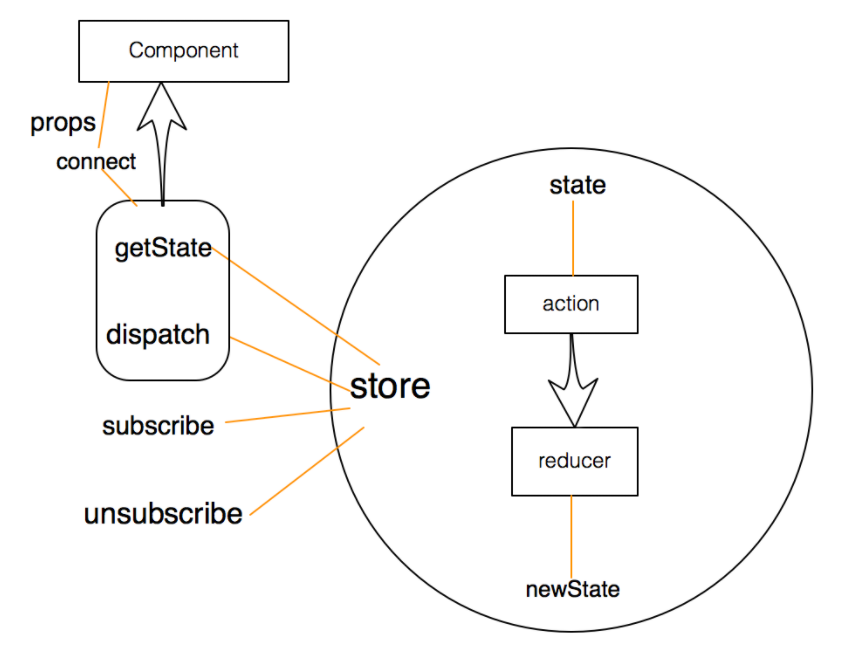 Component
props
connect
getState
dispatch
subscribe
unsubscribe
store
state
action
reducer
newState